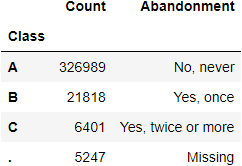 Count Abandonment
Class
A 326989 No, never
B 21818 Yes, once
C 6401 Yes, twice or more
. 5247 Missing